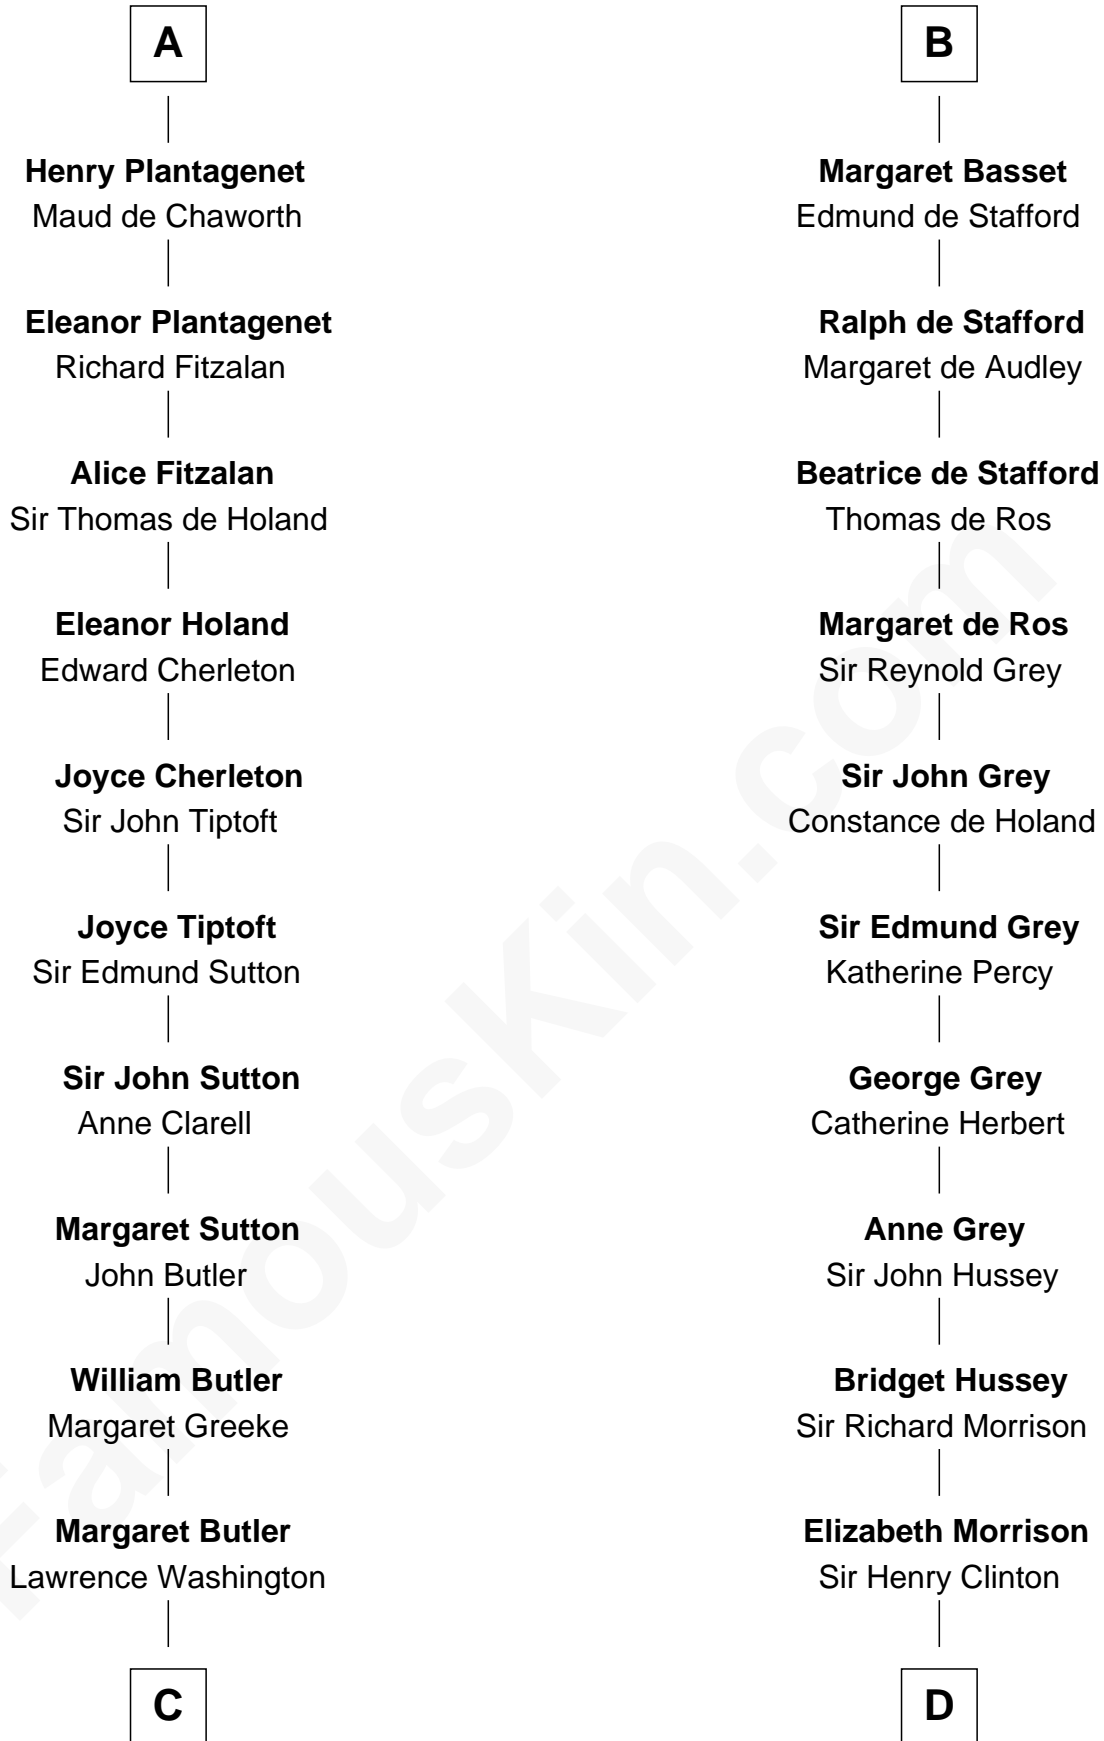 A
Henry Plantagenet
Maud de Chaworth
Eleanor Plantagenet
Richard Fitzalan
Alice Fitzalan
Sir Thomas de Holand
Eleanor Holand
Edward Cherleton
Joyce Cherleton
Sir John Tiptoft
Joyce Tiptoft
Sir Edmund Sutton
Sir John Sutton
Anne Clarell
Margaret Sutton
John Butler
William Butler
Margaret Greeke
Margaret Butler
Lawrence Washington
C
B
Margaret Basset
Edmund de Stafford
Ralph de Stafford
Margaret de Audley
Beatrice de Stafford
Thomas de Ros
Margaret de Ros
Sir Reynold Grey
Sir John Grey
Constance de Holand
Sir Edmund Grey
Katherine Percy
George Grey
Catherine Herbert
Anne Grey
Sir John Hussey
Bridget Hussey
Sir Richard Morrison
Elizabeth Morrison
Sir Henry Clinton
D
FamousKin.com